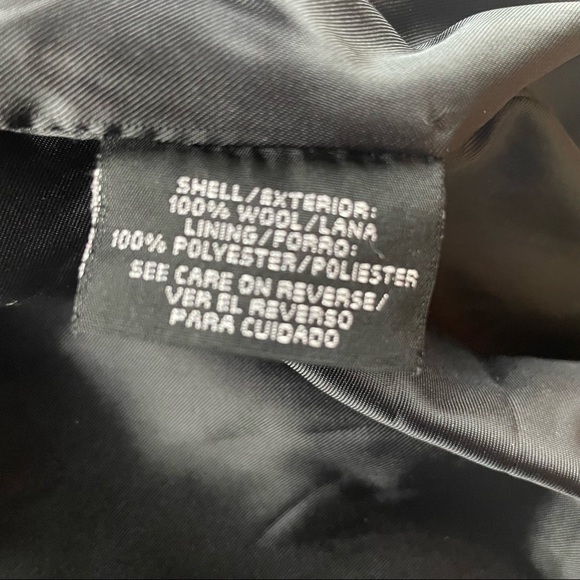 SHELL/EXTERIOR:
100% WOOL/LANA
LINING/FORRO:
100% POLYESTER/POLIESTER
SEE CARE ON REVERSE/
VER EL REVERSO
PARA CUIDADO